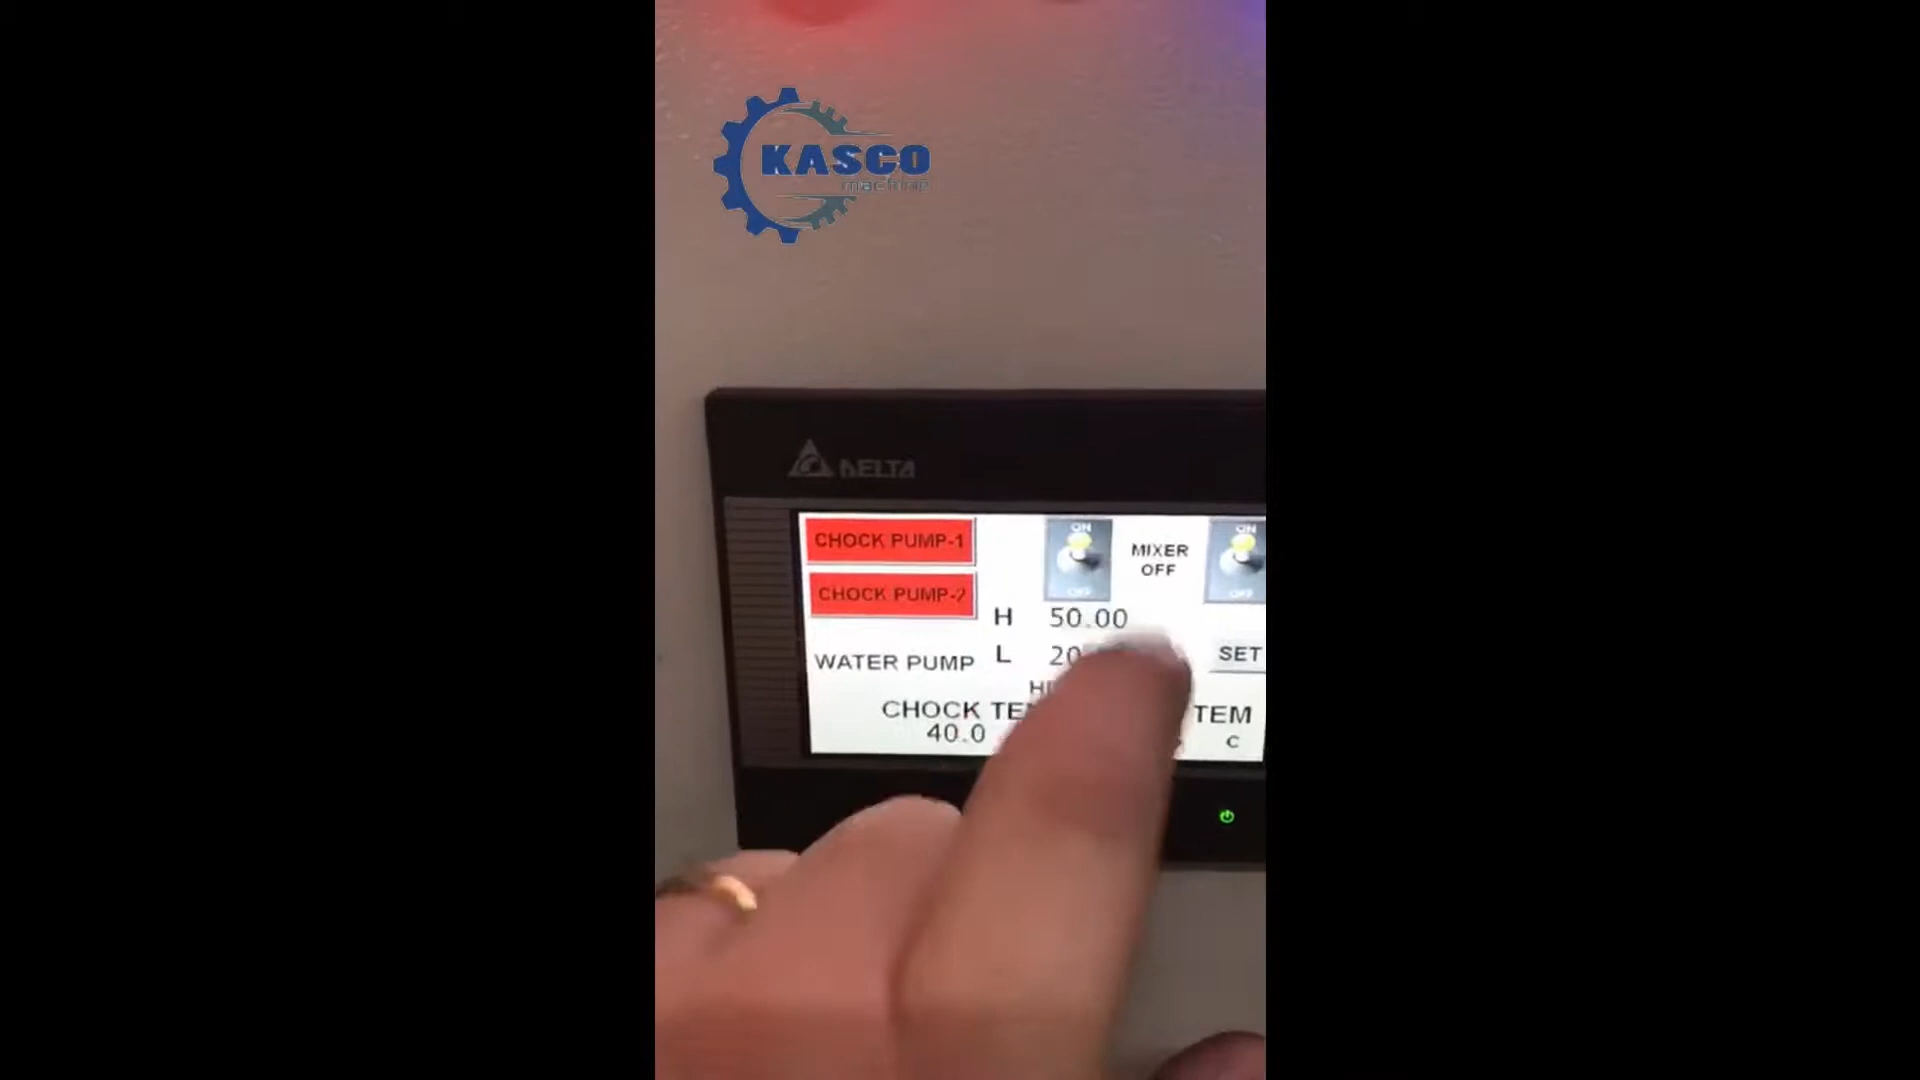 KASCO
machine
DELTA
CHOCK PUMP-1
CHOCK PUMP-2
ON
OFF
MIXER
OFF
ON
OFF
H 50.00
L 20
SET
WATER PUMP
CHOCK
40.0
TEM
C